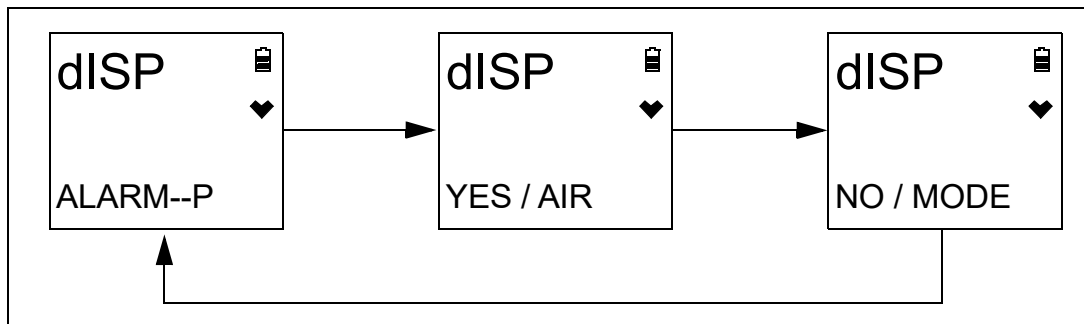 dISP
ALARM--P
dISP
YES / AIR
dISP
NO / MODE